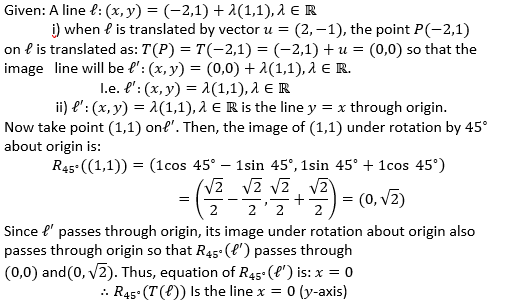 Given: A line ℓ: (x, y) = (−2,1) + λ(1,1), λ ∈ ℝ
i) when ℓ is translated by vector u = (2, −1), the point P(−2,1)
on ℓ is translated as: T(P) = T(−2,1) = (−2,1) + u = (0,0) so that the
image line will be ℓ′: (x, y) = (0,0) + λ(1,1), λ ∈ ℝ.
I.e. ℓ′: (x, y) = λ(1,1), λ ∈ ℝ
ii) ℓ′: (x, y) = λ(1,1), λ ∈ ℝ is the line y = x through origin.
Now take point (1,1) onℓ′. Then, the image of (1,1) under rotation by 45°
about origin is:
R₄₅°((1,1)) = (1cos 45° − 1sin 45°, 1sin 45° + 1cos 45°)
= (√2/2 − √2/2, √2/2 + √2/2) = (0, √2)
Since ℓ′ passes through origin, its image under rotation about origin also
passes through origin so that R₄₅°(ℓ′) passes through
(0,0) and(0, √2). Thus, equation of R₄₅°(ℓ′) is: x = 0
∴ R₄₅°(T(ℓ)) Is the line x = 0 (y-axis)